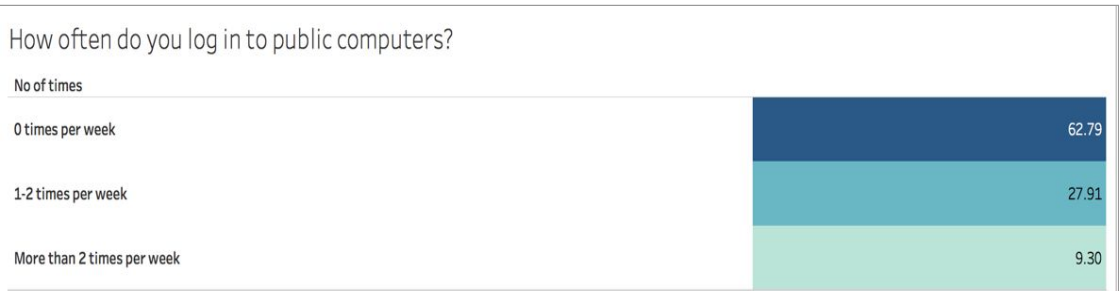 How often do you log in to public computers?
No of times
0 times per week 62.79
1-2 times per week 27.91
More than 2 times per week 9.30